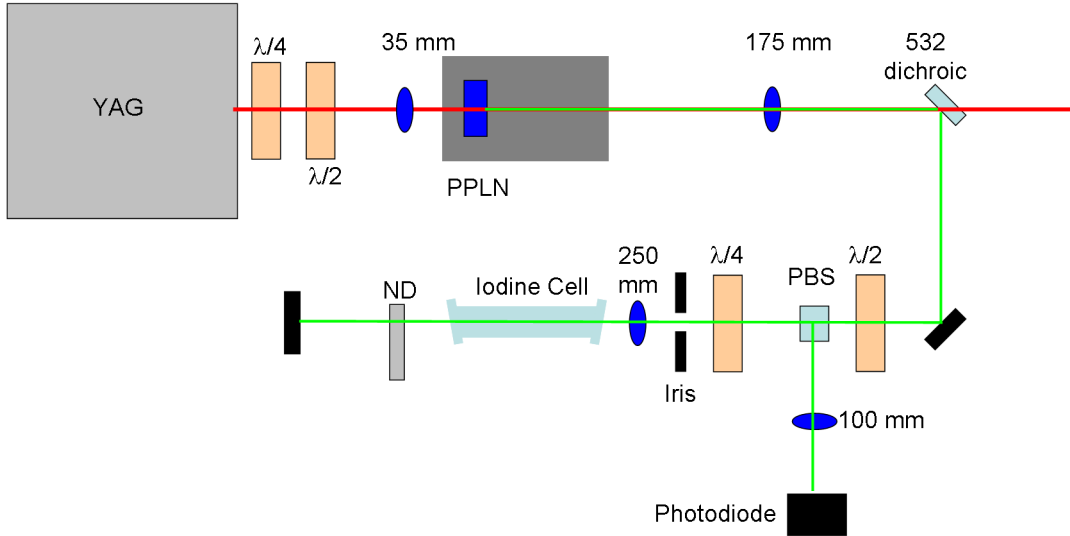 λ/4
35 mm
175 mm
532
dichroic
YAG
λ/2
PPLN
250
mm
λ/4
PBS
λ/2
ND
Iodine Cell
Iris
100 mm
Photodiode